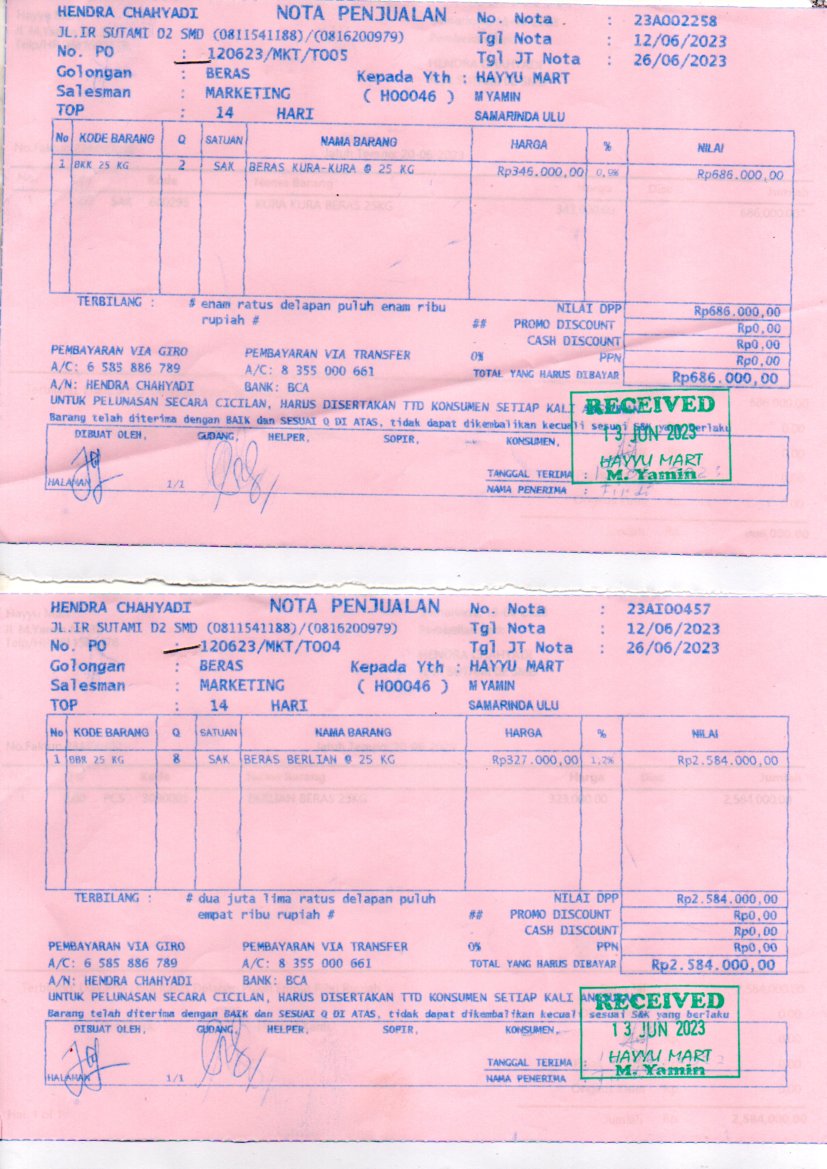 HENDRA CHAHYADI NOTA PENJUALAN No. Nota : 23A002258
JL.IR SUTAMI D2 SMD (0811541188)/(0816200979) Tgl Nota : 12/06/2023
No. PO : 120623/MKT/TO05 Tgl JT Nota : 26/06/2023
Golongan : BERAS Kepada Yth : HAYYU MART
Salesman : MARKETING ( H00046 ) M YAMIN
TOP : 14 HARI SAMARINDA ULU
No KODE BARANG Q SATUAN NAMA BARANG HARGA % NILAI
1 BKK 25 KG 2 SAK BERAS KURA-KURA @ 25 KG Rp346.000,00 0,9% Rp686.000,00
TERBILANG : # enam ratus delapan puluh enam ribu NILAI DPP Rp686.000,00
rupiah # ## PROMO DISCOUNT Rp0,00
CASH DISCOUNT Rp0,00
PEMBAYARAN VIA GIRO PEMBAYARAN VIA TRANSFER 0% PPN Rp0,00
A/C: 6 585 886 789 A/C: 8 355 000 661 TOTAL YANG HARUS DIBAYAR Rp686.000,00
A/N: HENDRA CHAHYADI BANK: BCA
UNTUK PELUNASAN SECARA CICILAN, HARUS DISERTAKAN TTD KONSUMEN SETIAP KALI
Barang telah diterima dengan BAIK dan SESUAI Q DI ATAS, tidak dapat dikembalikan kecuali sesuai S&K yang berlaku
DIBUAT OLEH, GUDANG, HELPER, SOPIR, KONSUMEN,
RECEIVED
13 JUN 2023
HAYYU MART
M. Yamin
TANGGAL TERIMA :
HALAMAN 1/1 NAMA PENERIMA :
HENDRA CHAHYADI NOTA PENJUALAN No. Nota : 23AI00457
JL.IR SUTAMI D2 SMD (0811541188)/(0816200979) Tgl Nota : 12/06/2023
No. PO : 120623/MKT/TO04 Tgl JT Nota : 26/06/2023
Golongan : BERAS Kepada Yth : HAYYU MART
Salesman : MARKETING ( H00046 ) M YAMIN
TOP : 14 HARI SAMARINDA ULU
No KODE BARANG Q SATUAN NAMA BARANG HARGA % NILAI
1 BBR 25 KG 8 SAK BERAS BERLIAN @ 25 KG Rp327.000,00 1,2% Rp2.584.000,00
TERBILANG : # dua juta lima ratus delapan puluh NILAI DPP Rp2.584.000,00
empat ribu rupiah # ## PROMO DISCOUNT Rp0,00
CASH DISCOUNT Rp0,00
PEMBAYARAN VIA GIRO PEMBAYARAN VIA TRANSFER 0% PPN Rp0,00
A/C: 6 585 886 789 A/C: 8 355 000 661 TOTAL YANG HARUS DIBAYAR Rp2.584.000,00
A/N: HENDRA CHAHYADI BANK: BCA
UNTUK PELUNASAN SECARA CICILAN, HARUS DISERTAKAN TTD KONSUMEN SETIAP KALI
Barang telah diterima dengan BAIK dan SESUAI Q DI ATAS, tidak dapat dikembalikan kecuali sesuai S&K yang berlaku
DIBUAT OLEH, GUDANG, HELPER, SOPIR, KONSUMEN,
RECEIVED
13 JUN 2023
HAYYU MART
M. Yamin
TANGGAL TERIMA :
HALAMAN 1/1 NAMA PENERIMA :